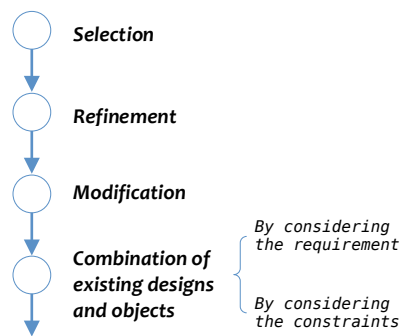 Selection
Refinement
Modification
Combination of
existing designs
and objects
By considering
the requirement
By considering
the constraints